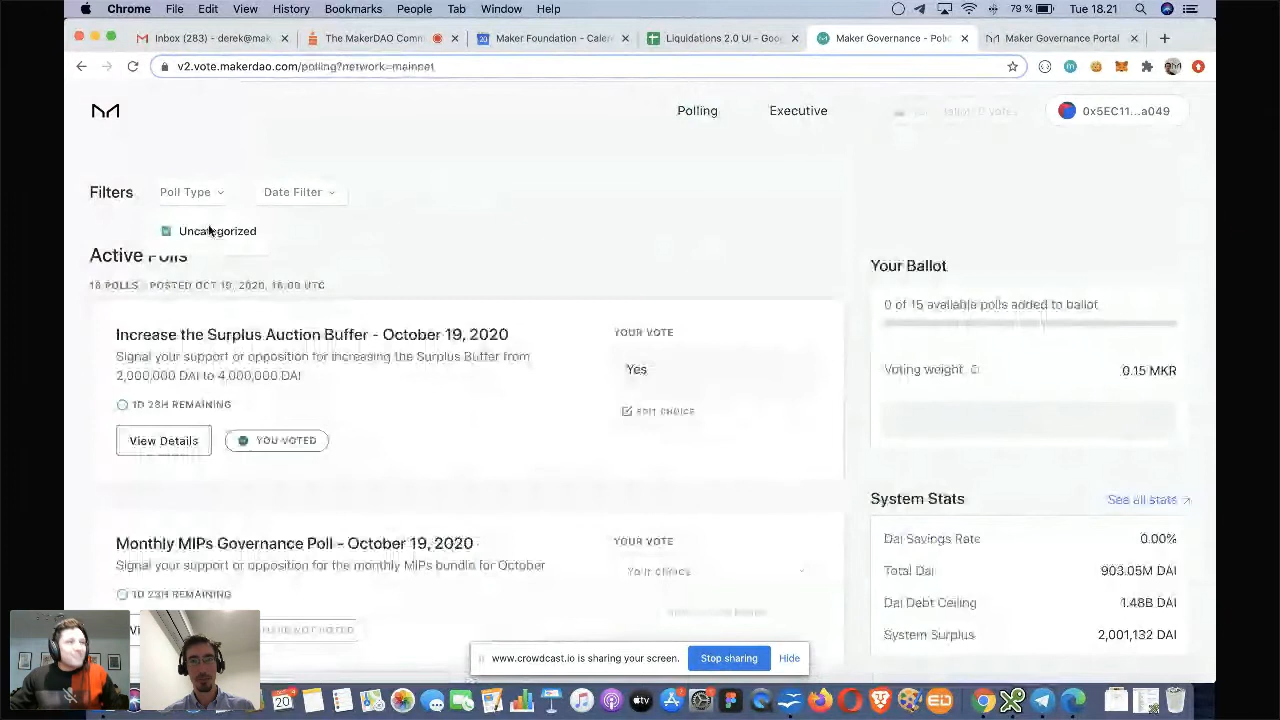 Chrome File Edit View History Bookmarks People Tab Window Help 79 % Tue 18.21
Inbox (283) - derek@mak The MakerDAO Commun Maker Foundation - Calen Liquidations 2.0 ui - Goog Maker Governance - Pol Maker Governance Portal
v2.vote.makerdao.com/polling?network=mainnet
Polling Executive 0 votes 0x5EC11...a049
Filters Poll Type Date Filter
Uncategorized
Active Polls
Your Ballot
POLLS POSTED OCT 19, 2020, 16:00 UTC
0 of 15 available polls added to ballot
Increase the Surplus Auction Buffer - October 19, 2020
YOUR VOTE
Signal your support or opposition for increasing the Surplus Buffer from
2,000,000 DAI to 4,000,000 DAI
Yes
Voting weight 0.15 MKR
1D REMAINING
EDIT CHOICE
View Details YOU VOTED
System Stats See all stats
Monthly MIPs Governance Poll - October 19, 2020
YOUR VOTE
Signal your support or opposition for the monthly MIPs bundle for October
Your choice
1D 23H REMAINING
Dai Savings Rate 0.00%
Total Dai 903.05M DAI
Dai Debt Ceiling 1.48B DAI
System Surplus 2,001,132 DAI
www.crowdcast.io is sharing your screen. Stop sharing Hide
20 tv